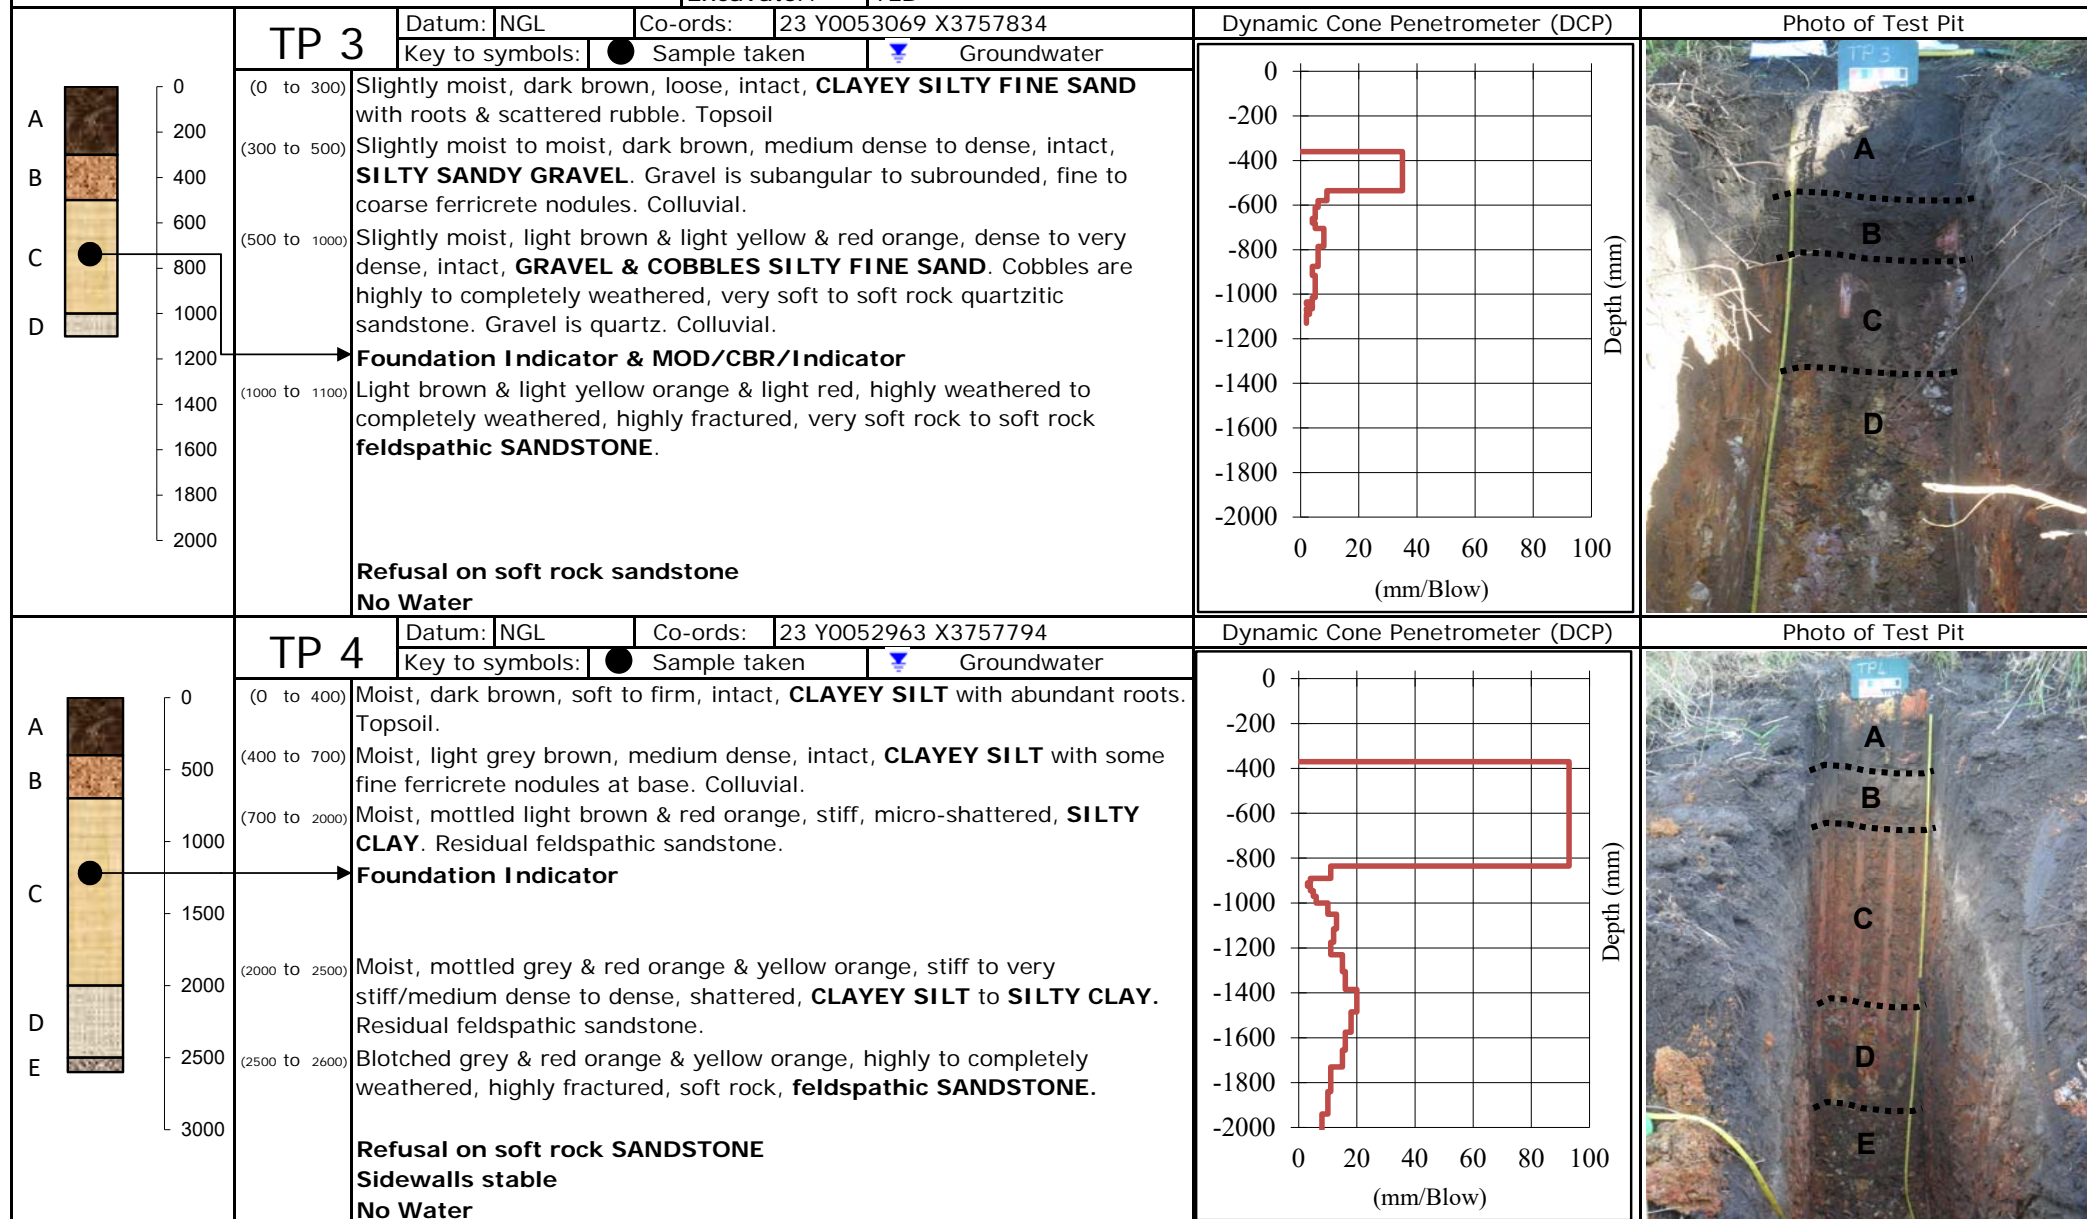 TP 3
Datum: NGL Co-ords: 23 Y0053069 X3757834
Key to symbols: Sample taken Groundwater
Dynamic Cone Penetrometer (DCP)
Photo of Test Pit
A
B
C
D
0
200
400
600
800
1000
1200
1400
1600
1800
2000
(0 to 300) Slightly moist, dark brown, loose, intact, CLAYEY SILTY FINE SAND
with roots & scattered rubble. Topsoil
(300 to 500) Slightly moist to moist, dark brown, medium dense to dense, intact,
SILTY SANDY GRAVEL. Gravel is subangular to subrounded, fine to
coarse ferricrete nodules. Colluvial.
(500 to 1000) Slightly moist, light brown & light yellow & red orange, dense to very
dense, intact, GRAVEL & COBBLES SILTY FINE SAND. Cobbles are
highly to completely weathered, very soft to soft rock quartzitic
sandstone. Gravel is quartz. Colluvial.
Foundation Indicator & MOD/CBR/Indicator
(1000 to 1100) Light brown & light yellow orange & light red, highly weathered to
completely weathered, highly fractured, very soft rock to soft rock
feldspathic SANDSTONE.
Refusal on soft rock sandstone
No Water
0
-200
-400
-600
-800
-1000
-1200
-1400
-1600
-1800
-2000
0 20 40 60 80 100
(mm/Blow)
Depth (mm)
TP 3
A
B
C
D
TP 4
Datum: NGL Co-ords: 23 Y0052963 X3757794
Key to symbols: Sample taken Groundwater
Dynamic Cone Penetrometer (DCP)
Photo of Test Pit
A
B
C
D
E
0
500
1000
1500
2000
2500
3000
(0 to 400) Moist, dark brown, soft to firm, intact, CLAYEY SILT with abundant roots.
Topsoil.
(400 to 700) Moist, light grey brown, medium dense, intact, CLAYEY SILT with some
fine ferricrete nodules at base. Colluvial.
(700 to 2000) Moist, mottled light brown & red orange, stiff, micro-shattered, SILTY
CLAY. Residual feldspathic sandstone.
Foundation Indicator
(2000 to 2500) Moist, mottled grey & red orange & yellow orange, stiff to very
stiff/medium dense to dense, shattered, CLAYEY SILT to SILTY CLAY.
Residual feldspathic sandstone.
(2500 to 2600) Blotched grey & red orange & yellow orange, highly to completely
weathered, highly fractured, soft rock, feldspathic SANDSTONE.
Refusal on soft rock SANDSTONE
Sidewalls stable
No Water
0
-200
-400
-600
-800
-1000
-1200
-1400
-1600
-1800
-2000
0 20 40 60 80 100
(mm/Blow)
Depth (mm)
TP4
A
B
C
D
E